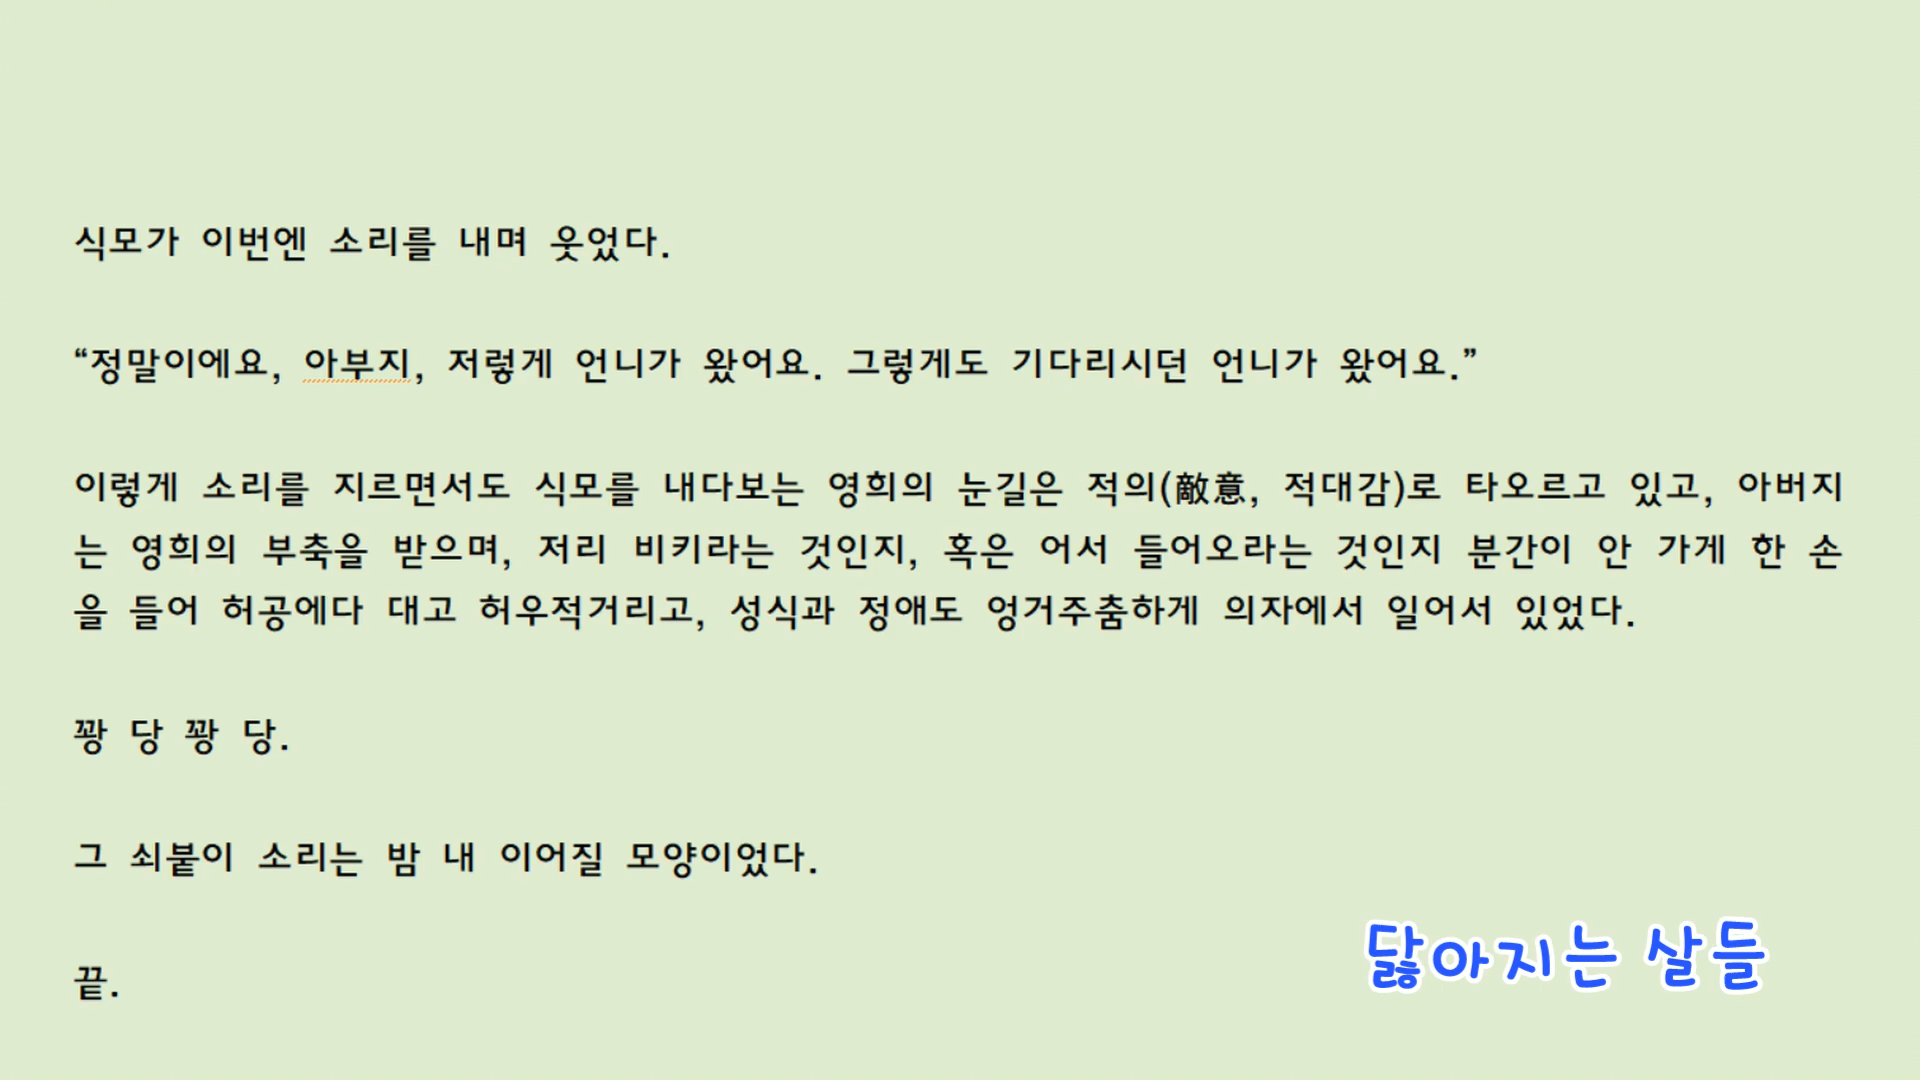 식모가 이번엔 소리를 내며 웃었다.
“정말이에요, 아부지, 저렇게 언니가 왔어요. 그렇게도 기다리시던 언니가 왔어요.”
이렇게 소리를 지르면서도 식모를 내다보는 영희의 눈길은 적의(敵意, 적대감)로 타오르고 있고, 아버지
는 영희의 부축을 받으며, 저리 비키라는 것인지, 혹은 어서 들어오라는 것인지 분간이 안 가게 한 손
을 들어 허공에다 대고 허우적거리고, 성식과 정애도 엉거주춤하게 의자에서 일어서 있었다.
꽝 당 꽝 당.
그 쇠붙이 소리는 밤 내 이어질 모양이었다.
끝.
닳아지는 살들